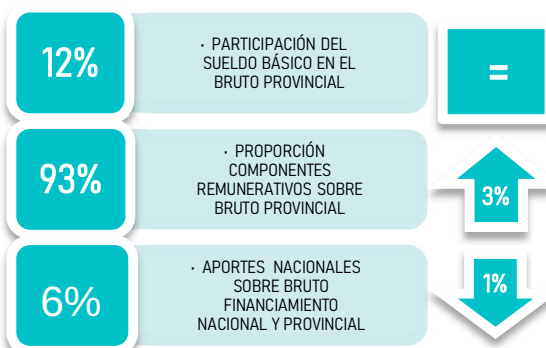 12%
· PARTICIPACIÓN DEL
SUELDO BÁSICO EN EL
BRUTO PROVINCIAL
=
93%
· PROPORCIÓN
COMPONENTES
REMUNERATIVOS SOBRE
BRUTO PROVINCIAL
3%
6%
· APORTES NACIONALES
SOBRE BRUTO
FINANCIAMIENTO
NACIONAL Y PROVINCIAL
1%